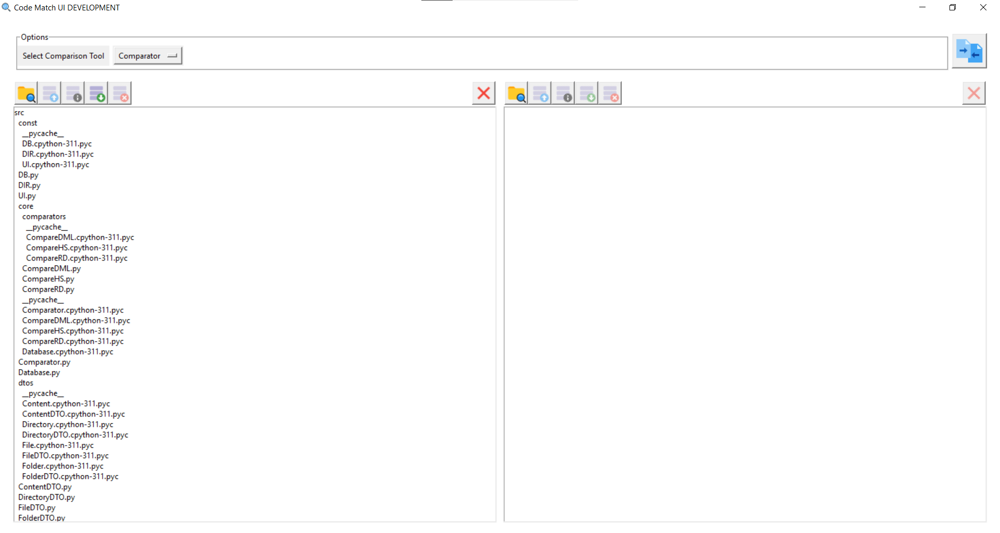 Code Match UI DEVELOPMENT
Options
Select Comparison Tool Comparator
src
const
__pycache__
DB.cpython-311.pyc
DIR.cpython-311.pyc
UI.cpython-311.pyc
DB.py
DIR.py
UI.py
core
comparators
__pycache__
CompareDML.cpython-311.pyc
CompareHS.cpython-311.pyc
CompareRD.cpython-311.pyc
CompareDML.py
CompareHS.py
CompareRD.py
__pycache__
Comparator.cpython-311.pyc
CompareDML.cpython-311.pyc
CompareHS.cpython-311.pyc
CompareRD.cpython-311.pyc
Database.cpython-311.pyc
Comparator.py
Database.py
dtos
__pycache__
Content.cpython-311.pyc
ContentDTO.cpython-311.pyc
Directory.cpython-311.pyc
DirectoryDTO.cpython-311.pyc
File.cpython-311.pyc
FileDTO.cpython-311.pyc
Folder.cpython-311.pyc
FolderDTO.cpython-311.pyc
ContentDTO.py
DirectoryDTO.py
FileDTO.py
FolderDTO.py